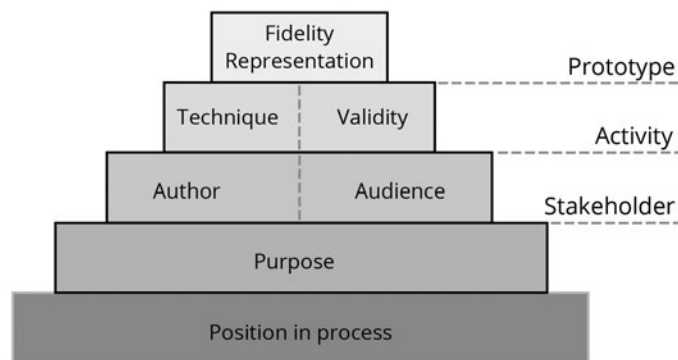 Fidelity
Representation
Prototype
Technique
Validity
Activity
Author
Audience
Stakeholder
Purpose
Position in process